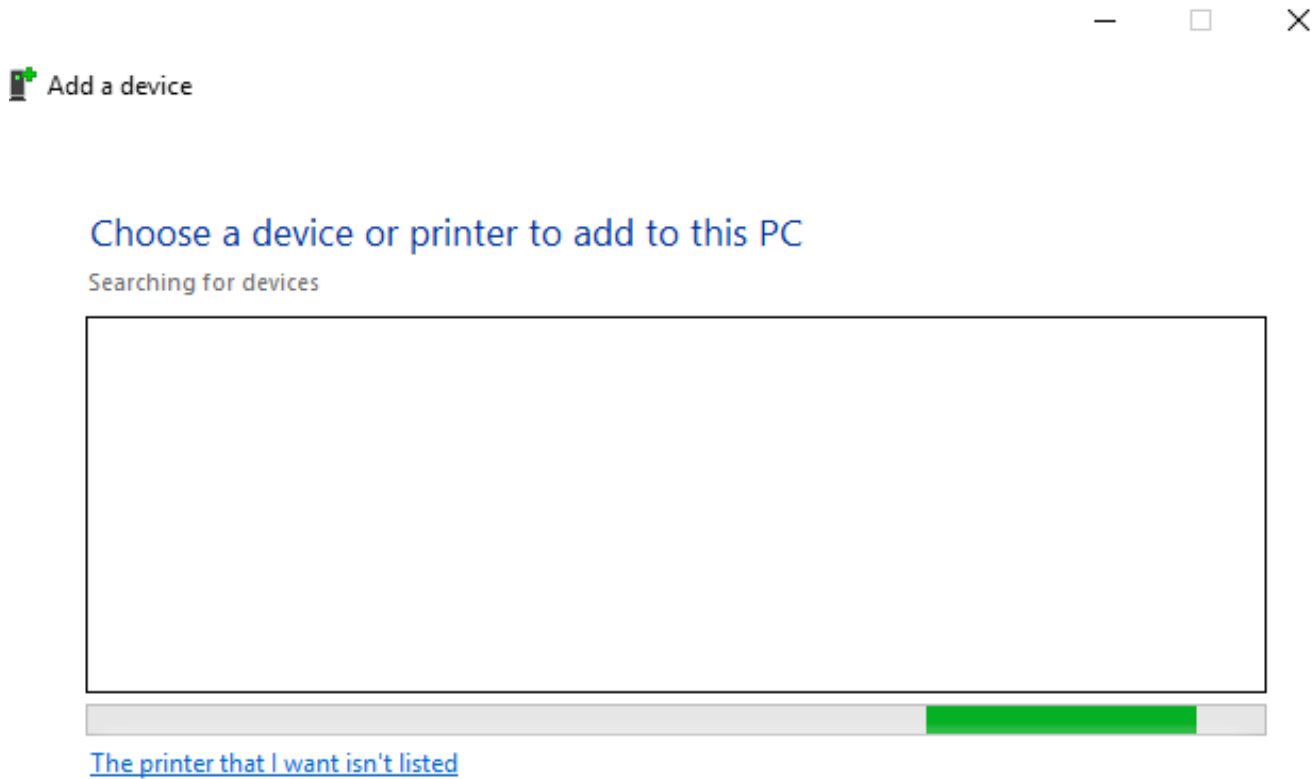 Add a device
Choose a device or printer to add to this PC
Searching for devices
The printer that I want isn't listed